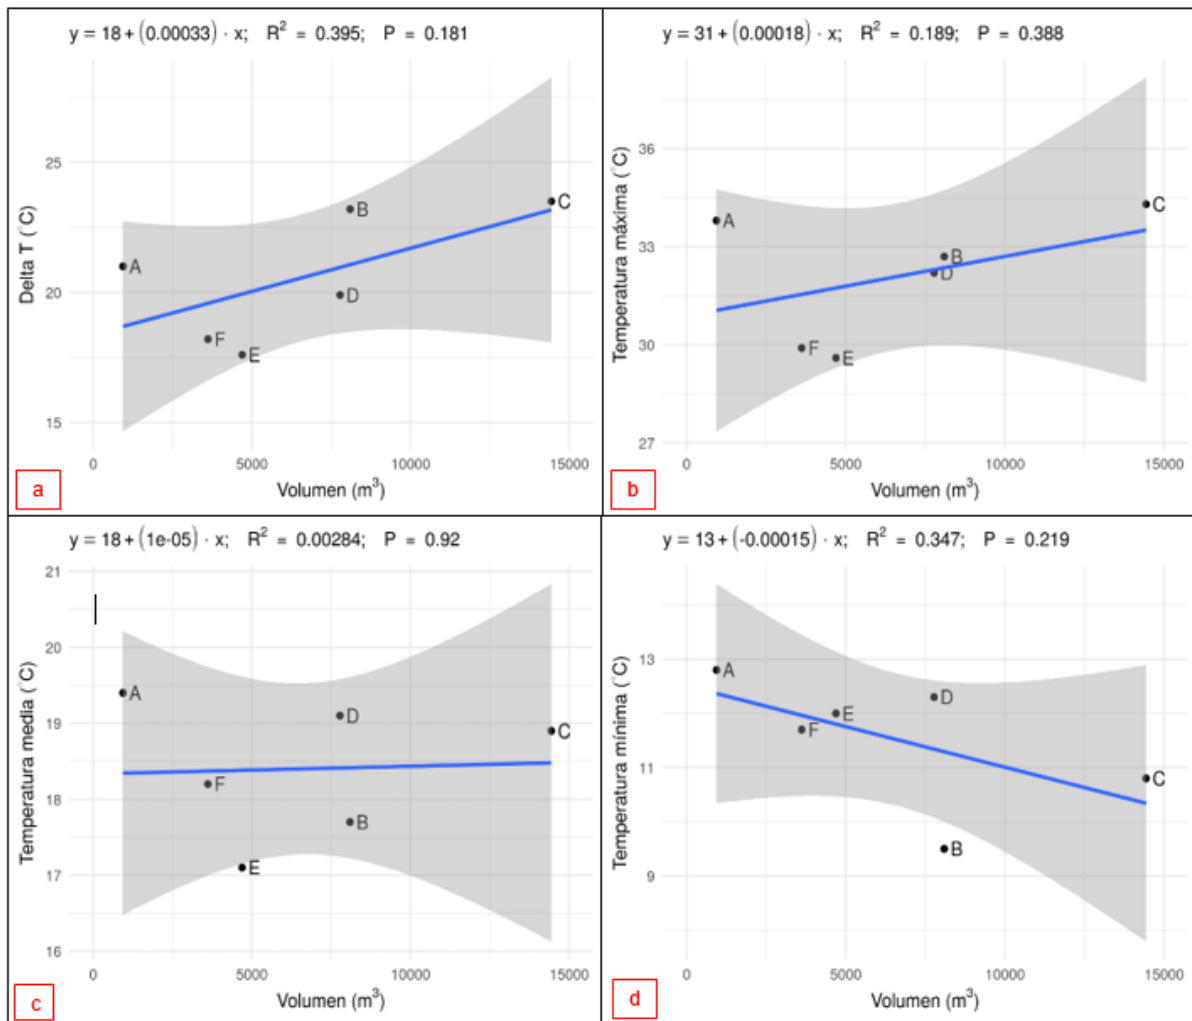 y = 18 + (0.00033) · x;   R² = 0.395;   P = 0.181
Delta T (°C)
25
20
15
A
B
C
D
E
F
0 5000 10000 15000
Volumen (m³)
a
y = 31 + (0.00018) · x;   R² = 0.189;   P = 0.388
Temperatura máxima (°C)
36
33
30
27
A
B
C
D
E
F
0 5000 10000 15000
Volumen (m³)
b
y = 18 + (1e-05) · x;   R² = 0.00284;   P = 0.92
Temperatura media (°C)
21
20
19
18
17
16
A
B
C
D
E
F
0 5000 10000 15000
Volumen (m³)
c
y = 13 + (-0.00015) · x;   R² = 0.347;   P = 0.219
Temperatura mínima (°C)
13
11
9
A
B
C
D
E
F
0 5000 10000 15000
Volumen (m³)
d